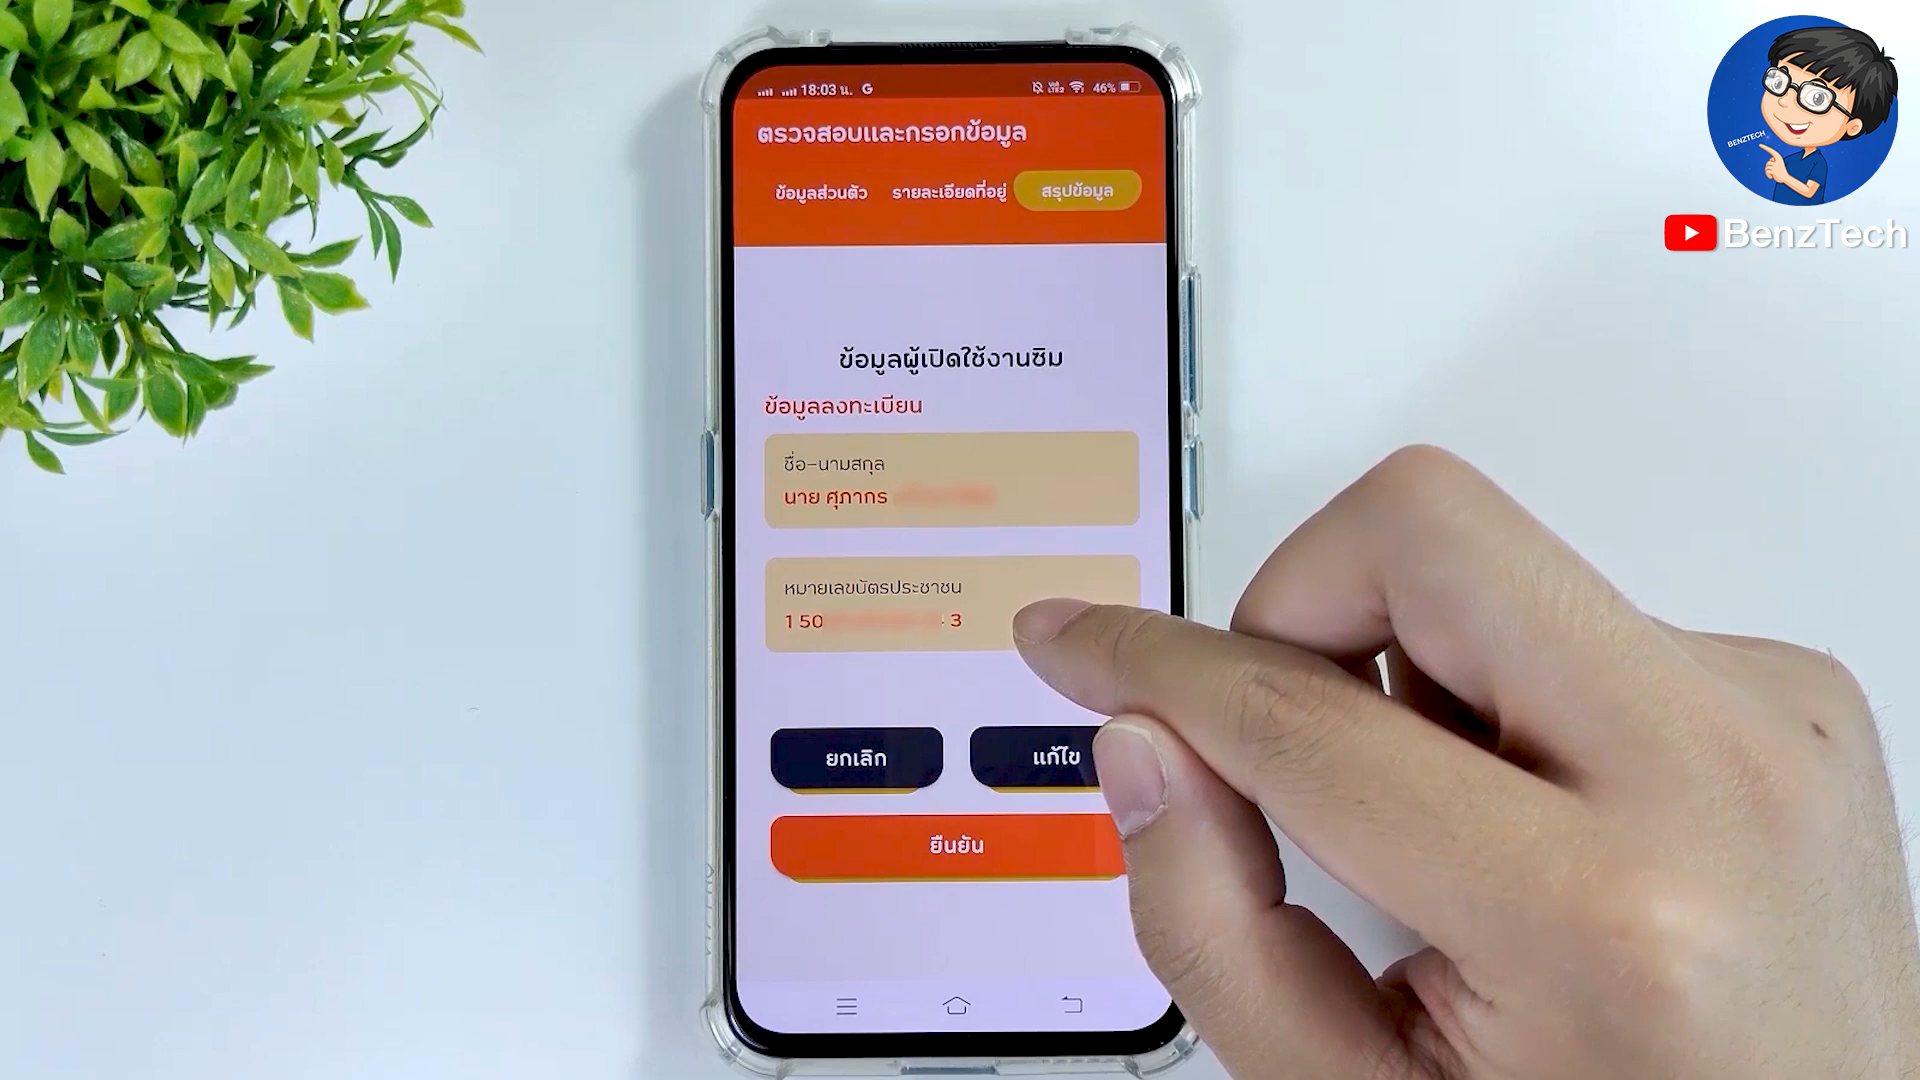 18:03 น. G
46%
ตรวจสอบและกรอกข้อมูล
ข้อมูลส่วนตัว รายละเอียดที่อยู่ สรุปข้อมูล
ข้อมูลผู้เปิดใช้งานซิม
ข้อมูลลงทะเบียน
ชื่อ-นามสกุล
นาย ศุภากร
หมายเลขบัตรประชาชน
1 50 3
ยกเลิก แก้ไข
ยืนยัน
BENZTECH
BenzTech